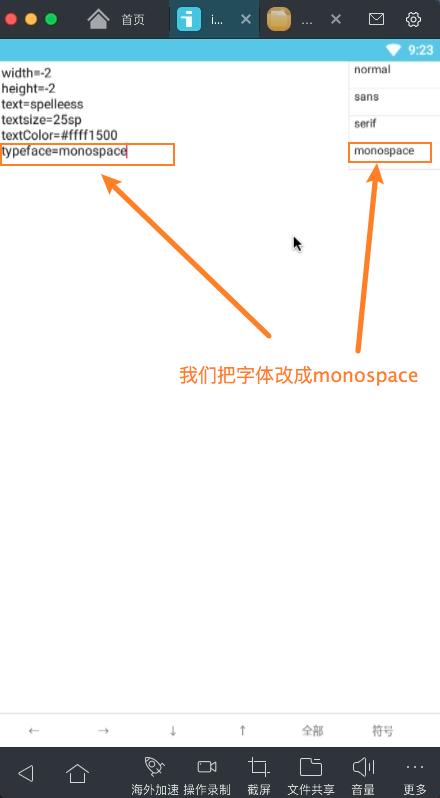 首页
i...
...
9:23
width=-2
height=-2
text=spelleess
textsize=25sp
textColor=#ffff1500
typeface=monospace
normal
sans
serif
monospace
我们把字体改成monospace
← → ↓ ↑ 全部 符号
海外加速 操作录制 截屏 文件共享 音量 更多